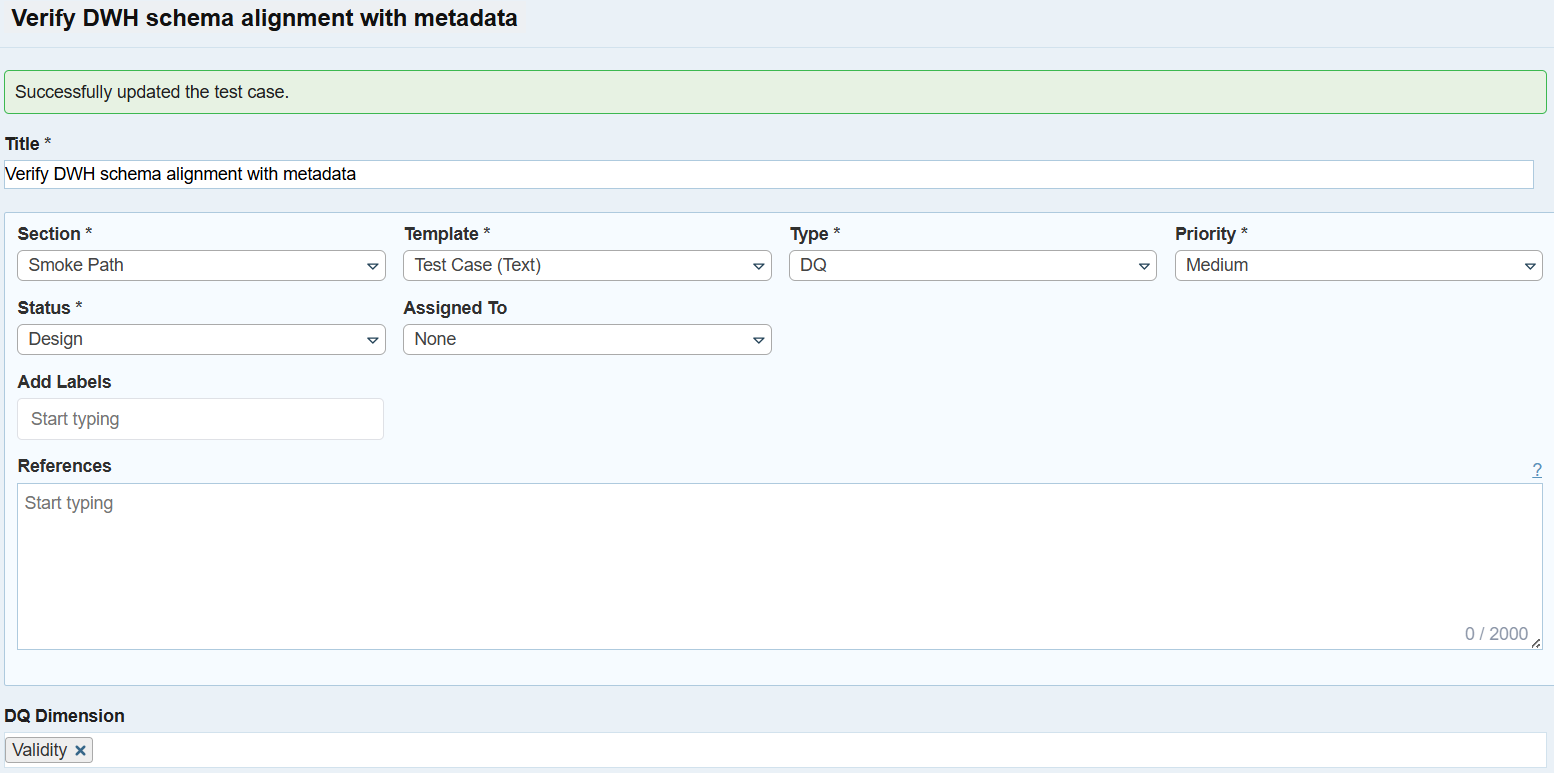 Verify DWH schema alignment with metadata
Successfully updated the test case.
Title *
Verify DWH schema alignment with metadata
Section * Template * Type * Priority *
Smoke Path Test Case (Text) DQ Medium
Status * Assigned To
Design None
Add Labels
Start typing
References ?
Start typing
0 / 2000
DQ Dimension
Validity ×